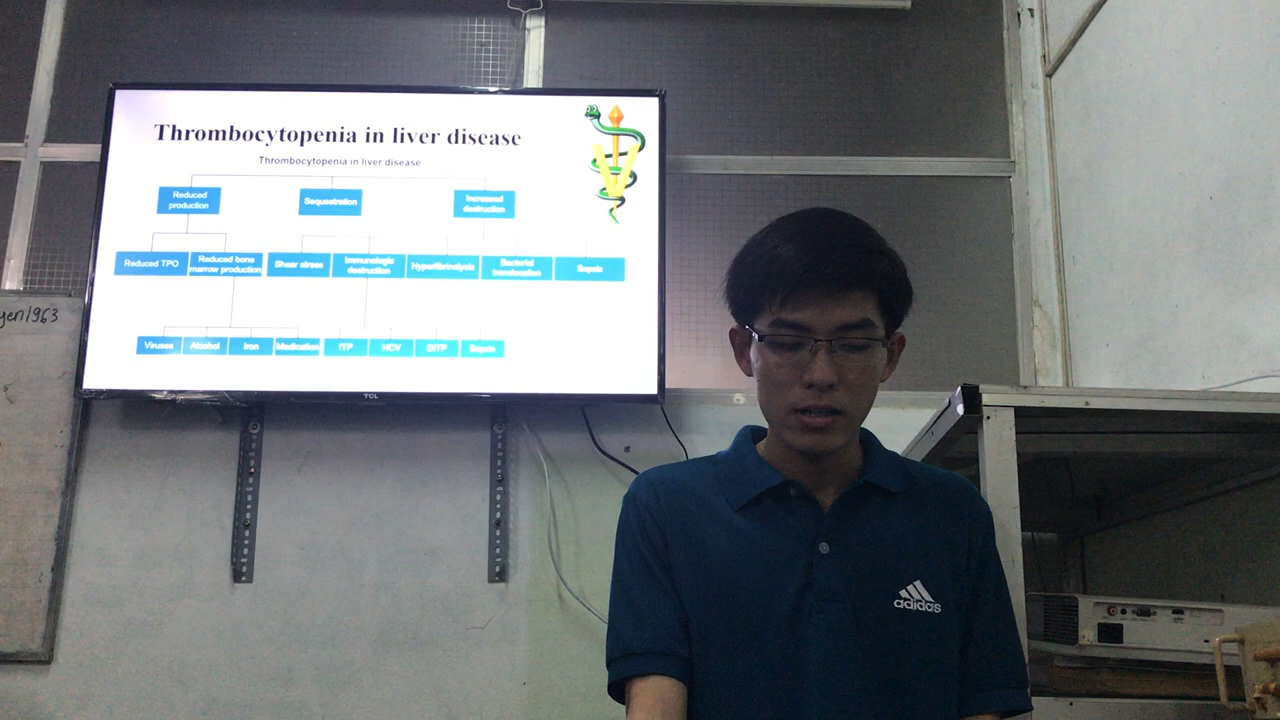 Thrombocytopenia in liver disease
Thrombocytopenia in liver disease
Reduced
production
Sequestration
Increased
destruction
Reduced TPO
Reduced bone
marrow production
Shear stress
Immunologic
destruction
Hyperfibrinolysis
Bacterial
translocation
Sepsis
Viruses
Alcohol
Iron
Medication
ITP
HCV
DITP
Sepsis
TCL
yen1963
adidas